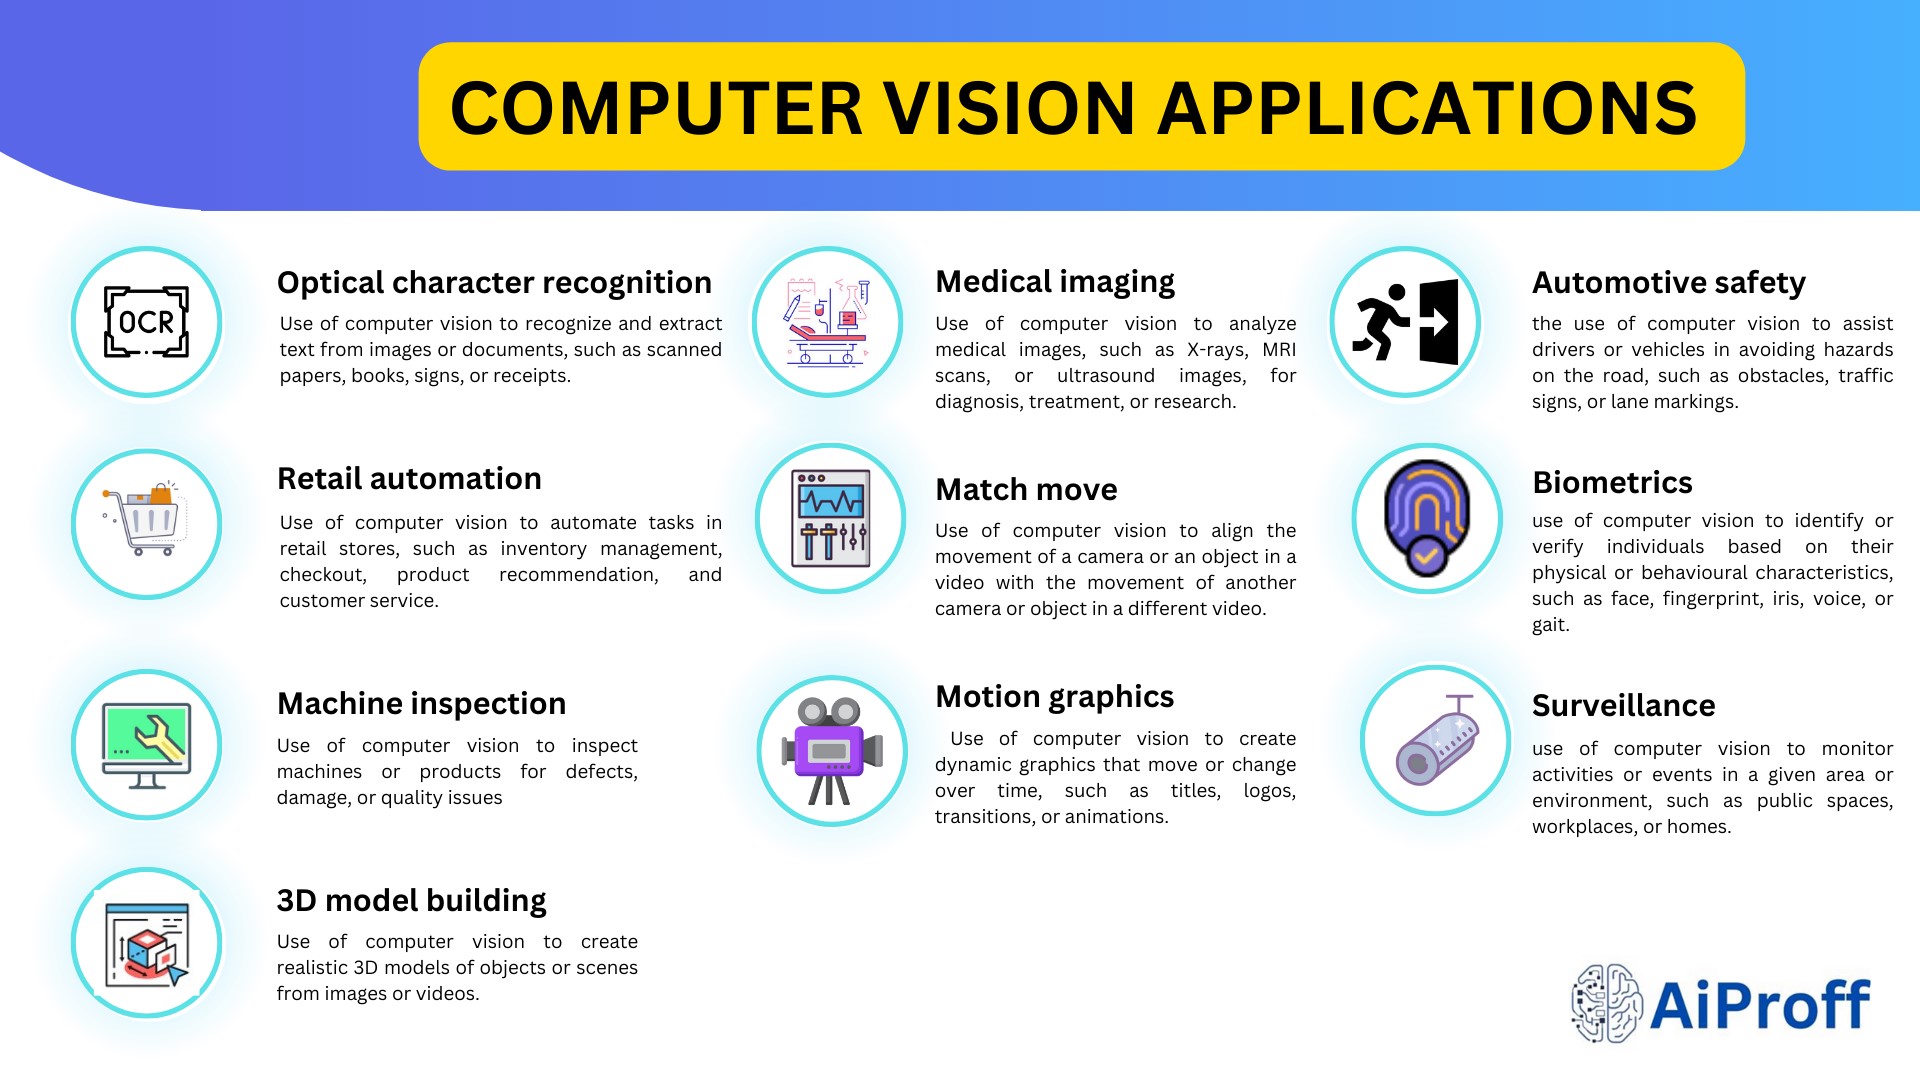 COMPUTER VISION APPLICATIONS
OCR
Optical character recognition
Use of computer vision to recognize and extract
text from images or documents, such as scanned
papers, books, signs, or receipts.
Retail automation
Use of computer vision to automate tasks in
retail stores, such as inventory management,
checkout, product recommendation, and
customer service.
Machine inspection
Use of computer vision to inspect
machines or products for defects,
damage, or quality issues
3D model building
Use of computer vision to create
realistic 3D models of objects or scenes
from images or videos.
Medical imaging
Use of computer vision to analyze
medical images, such as X-rays, MRI
scans, or ultrasound images, for
diagnosis, treatment, or research.
Match move
Use of computer vision to align the
movement of a camera or an object in a
video with the movement of another
camera or object in a different video.
Motion graphics
Use of computer vision to create
dynamic graphics that move or change
over time, such as titles, logos,
transitions, or animations.
Automotive safety
the use of computer vision to assist
drivers or vehicles in avoiding hazards
on the road, such as obstacles, traffic
signs, or lane markings.
Biometrics
use of computer vision to identify or
verify individuals based on their
physical or behavioural characteristics,
such as face, fingerprint, iris, voice, or
gait.
Surveillance
use of computer vision to monitor
activities or events in a given area or
environment, such as public spaces,
workplaces, or homes.
AiProff